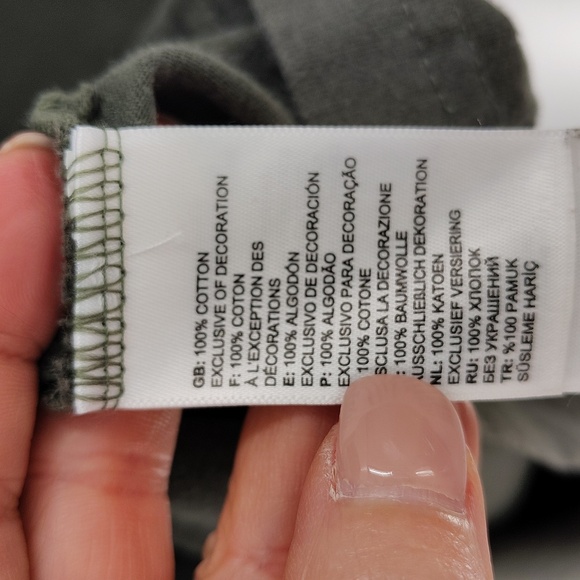 GB: 100% COTTON
EXCLUSIVE OF DECORATION
F: 100% COTON
À L'EXCEPTION DES
DÉCORATIONS
E: 100% ALGODÓN
EXCLUSIVO DE DECORACIÓN
P: 100% ALGODÃO
EXCLUSIVO PARA DECORAÇÃO
100% COTONE
SCLUSA LA DECORAZIONE
: 100% BAUMWOLLE
USSCHLIEßLICH DEKORATION
NL: 100% KATOEN
EXCLUSIEF VERSIERING
RU: 100% ХЛОПОК
БЕЗ УКРАШЕНИЙ
TR: %100 PAMUK
SÜSLEME HARİÇ